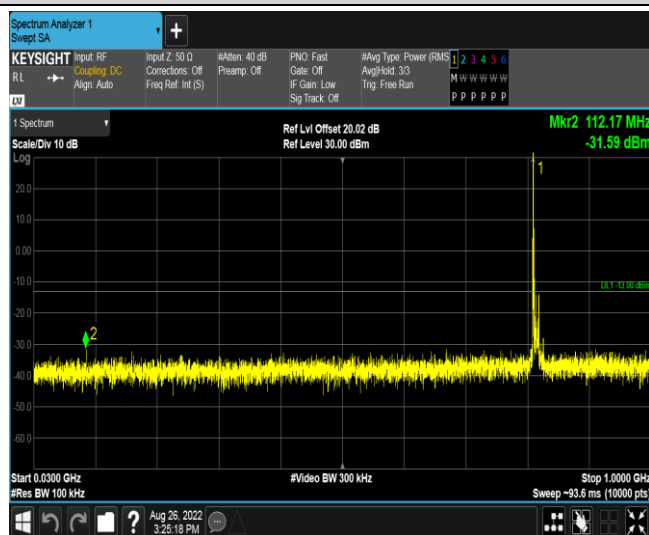 Spectrum Analyzer 1
Swept SA
+
KEYSIGHT
RL
LXI
Input: RF
Coupling: DC
Align: Auto
Input Z: 50 Ω
Corrections: Off
Freq Ref: Int (S)
#Atten: 40 dB
Preamp: Off
PNO: Fast
Gate: Off
IF Gain: Low
Sig Track: Off
#Avg Type: Power (RMS
Avg|Hold: 3/3
Trig: Free Run
1 2 3 4 5 6
M W W W W W
P P P P P P
1 Spectrum
Scale/Div 10 dB
Ref Lvl Offset 20.02 dB
Ref Level 30.00 dBm
Mkr2 112.17 MHz
-31.59 dBm
Log
1
20.0
10.0
0.00
-10.0
DL1 -13.00 dBm
-20.0
2
-30.0
-40.0
-50.0
-60.0
Start 0.0300 GHz
#Video BW 300 kHz
Stop 1.0000 GHz
#Res BW 100 kHz
Sweep ~93.6 ms (10000 pts)
?
Aug 26, 2022
3:25:18 PM